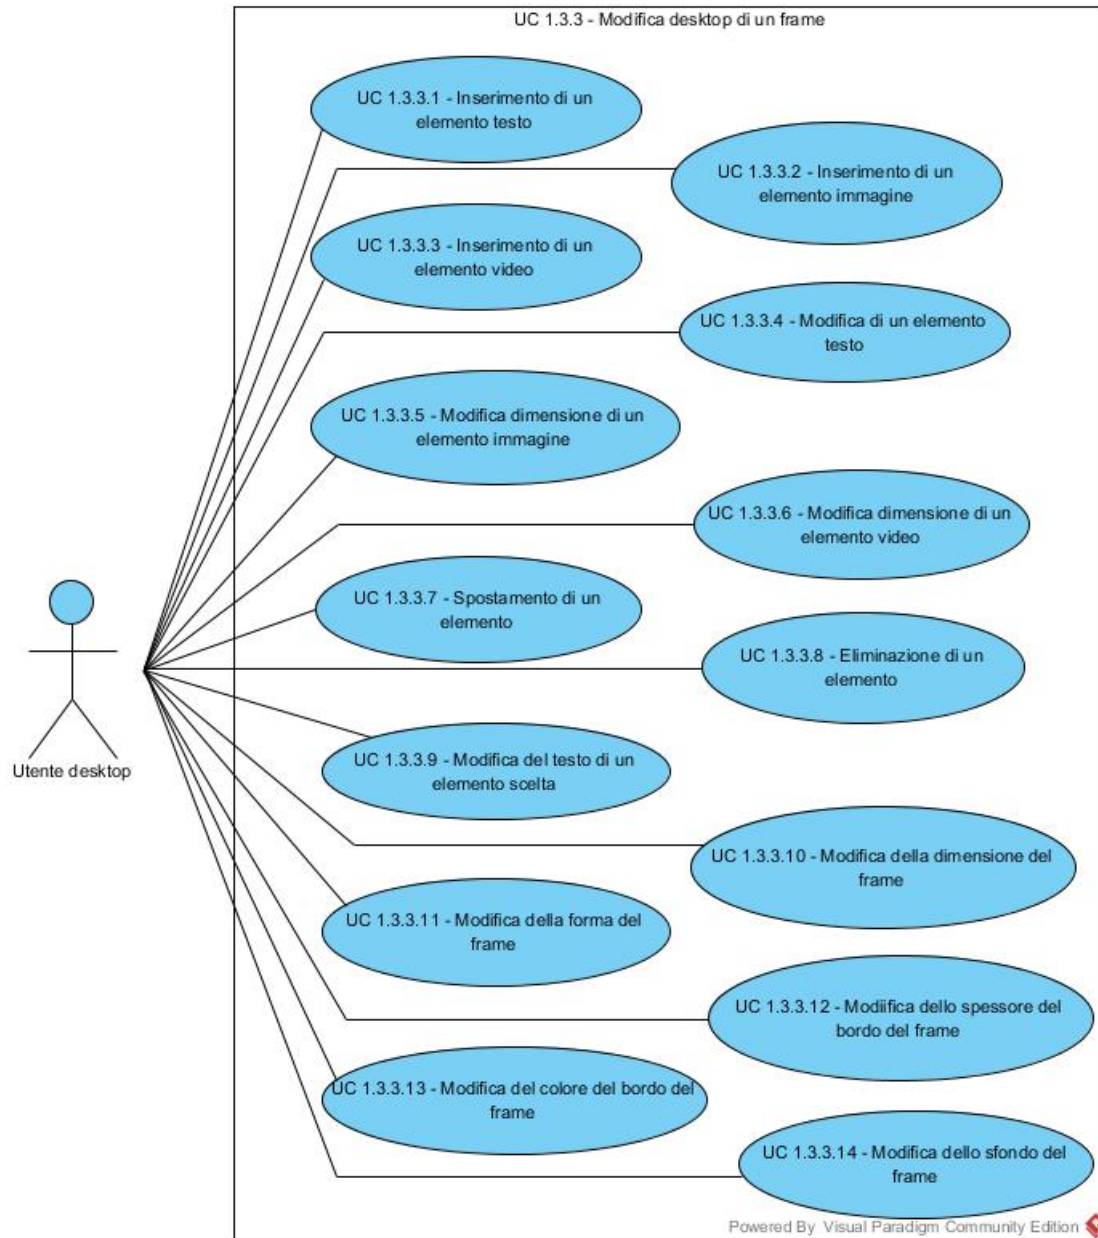 UC 1.3.3 - Modifica desktop di un frame
UC 1.3.3.1 - Inserimento di un
elemento testo
UC 1.3.3.2 - Inserimento di un
elemento immagine
UC 1.3.3.3 - Inserimento di un
elemento video
UC 1.3.3.4 - Modifica di un elemento
testo
UC 1.3.3.5 - Modifica dimensione di un
elemento immagine
UC 1.3.3.6 - Modifica dimensione di un
elemento video
UC 1.3.3.7 - Spostamento di un
elemento
UC 1.3.3.8 - Eliminazione di un
elemento
Utente desktop
UC 1.3.3.9 - Modifica del testo di un
elemento scelta
UC 1.3.3.10 - Modifica della dimensione del
frame
UC 1.3.3.11 - Modifica della forma del
frame
UC 1.3.3.12 - Modiifica dello spessore del
bordo del frame
UC 1.3.3.13 - Modifica del colore del bordo del
frame
UC 1.3.3.14 - Modifica dello sfondo del
frame
Powered By Visual Paradigm Community Edition